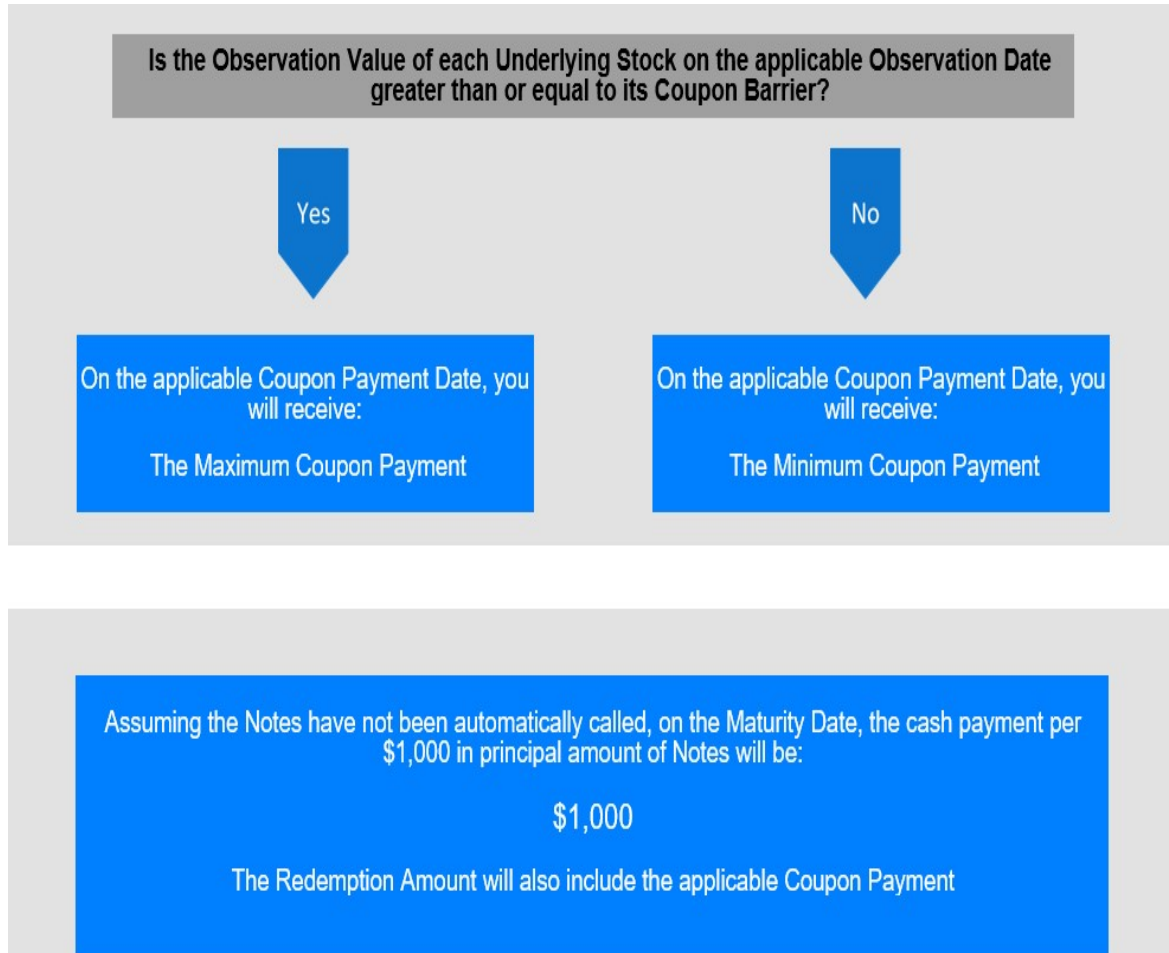 Is the Observation Value of each Underlying Stock on the applicable Observation Date
greater than or equal to its Coupon Barrier?
Yes
No
On the applicable Coupon Payment Date, you
will receive:
The Maximum Coupon Payment
On the applicable Coupon Payment Date, you
will receive:
The Minimum Coupon Payment
Assuming the Notes have not been automatically called, on the Maturity Date, the cash payment per
$1,000 in principal amount of Notes will be:
$1,000
The Redemption Amount will also include the applicable Coupon Payment